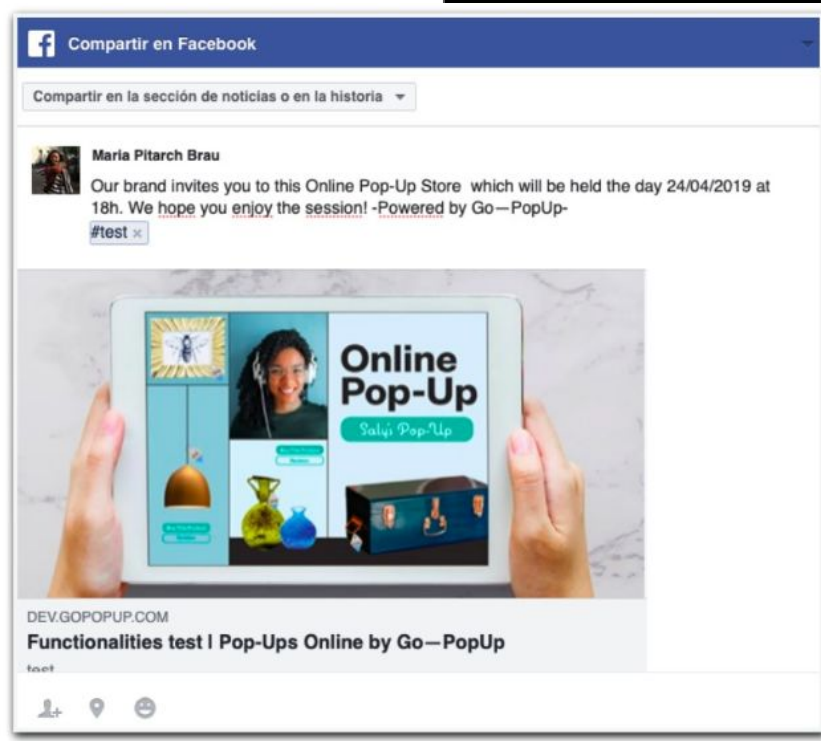 Compartir en Facebook
Compartir en la sección de noticias o en la historia
Maria Pitarch Brau
Our brand invites you to this Online Pop-Up Store which will be held the day 24/04/2019 at
18h. We hope you enjoy the session! -Powered by Go—PopUp-
#test ×
Online
Pop-Up
Saly's Pop-Up
DEV.GOPOPUP.COM
Functionalities test | Pop-Ups Online by Go—PopUp
test